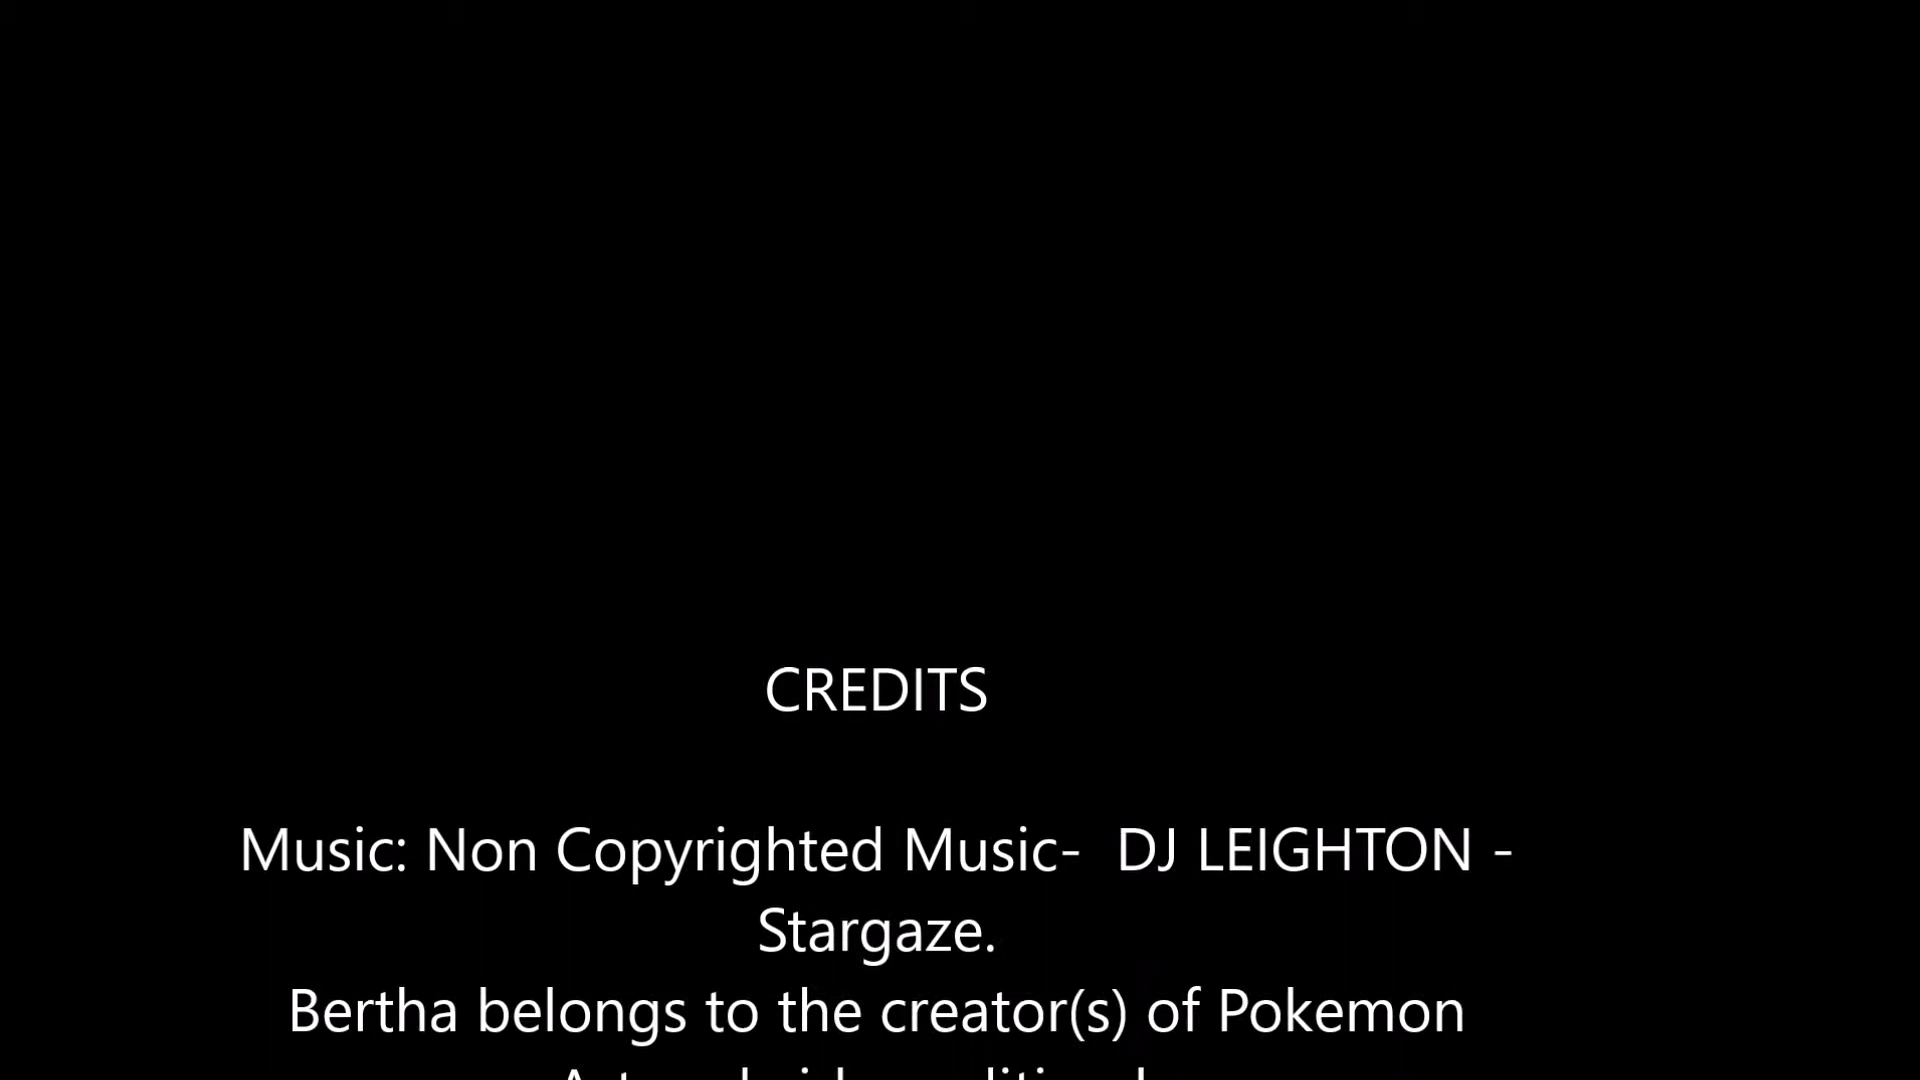 CREDITS
Music: Non Copyrighted Music-  DJ LEIGHTON -
Stargaze.
Bertha belongs to the creator(s) of Pokemon